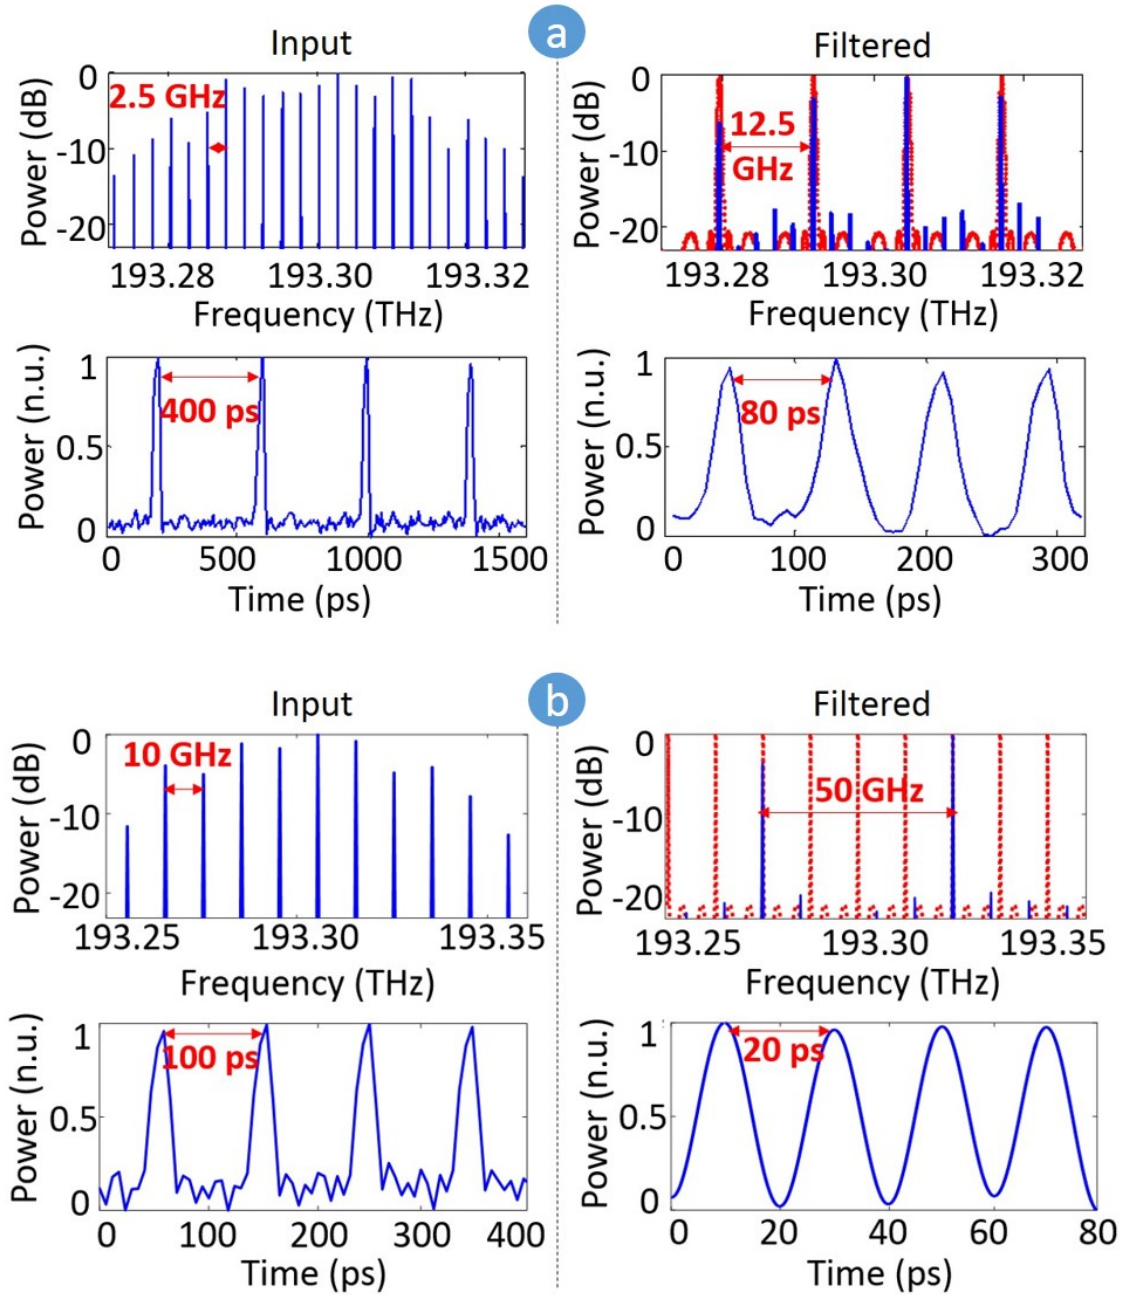 a
Input
Filtered
Power (dB)
0
-10
-20
2.5 GHz
193.28 193.30 193.32
Frequency (THz)
Power (dB)
0
-10
-20
12.5
GHz
193.28 193.30 193.32
Frequency (THz)
Power (n.u.)
1
0.5
0
400 ps
0 500 1000 1500
Time (ps)
Power (n.u.)
1
0.5
0
80 ps
0 100 200 300
Time (ps)
b
Input
Filtered
Power (dB)
0
-10
-20
10 GHz
193.25 193.30 193.35
Frequency (THz)
Power (dB)
0
-10
-20
50 GHz
193.25 193.30 193.35
Frequency (THz)
Power (n.u.)
1
0.5
0
100 ps
0 100 200 300 400
Time (ps)
Power (n.u.)
1
0.5
0
20 ps
0 20 40 60 80
Time (ps)